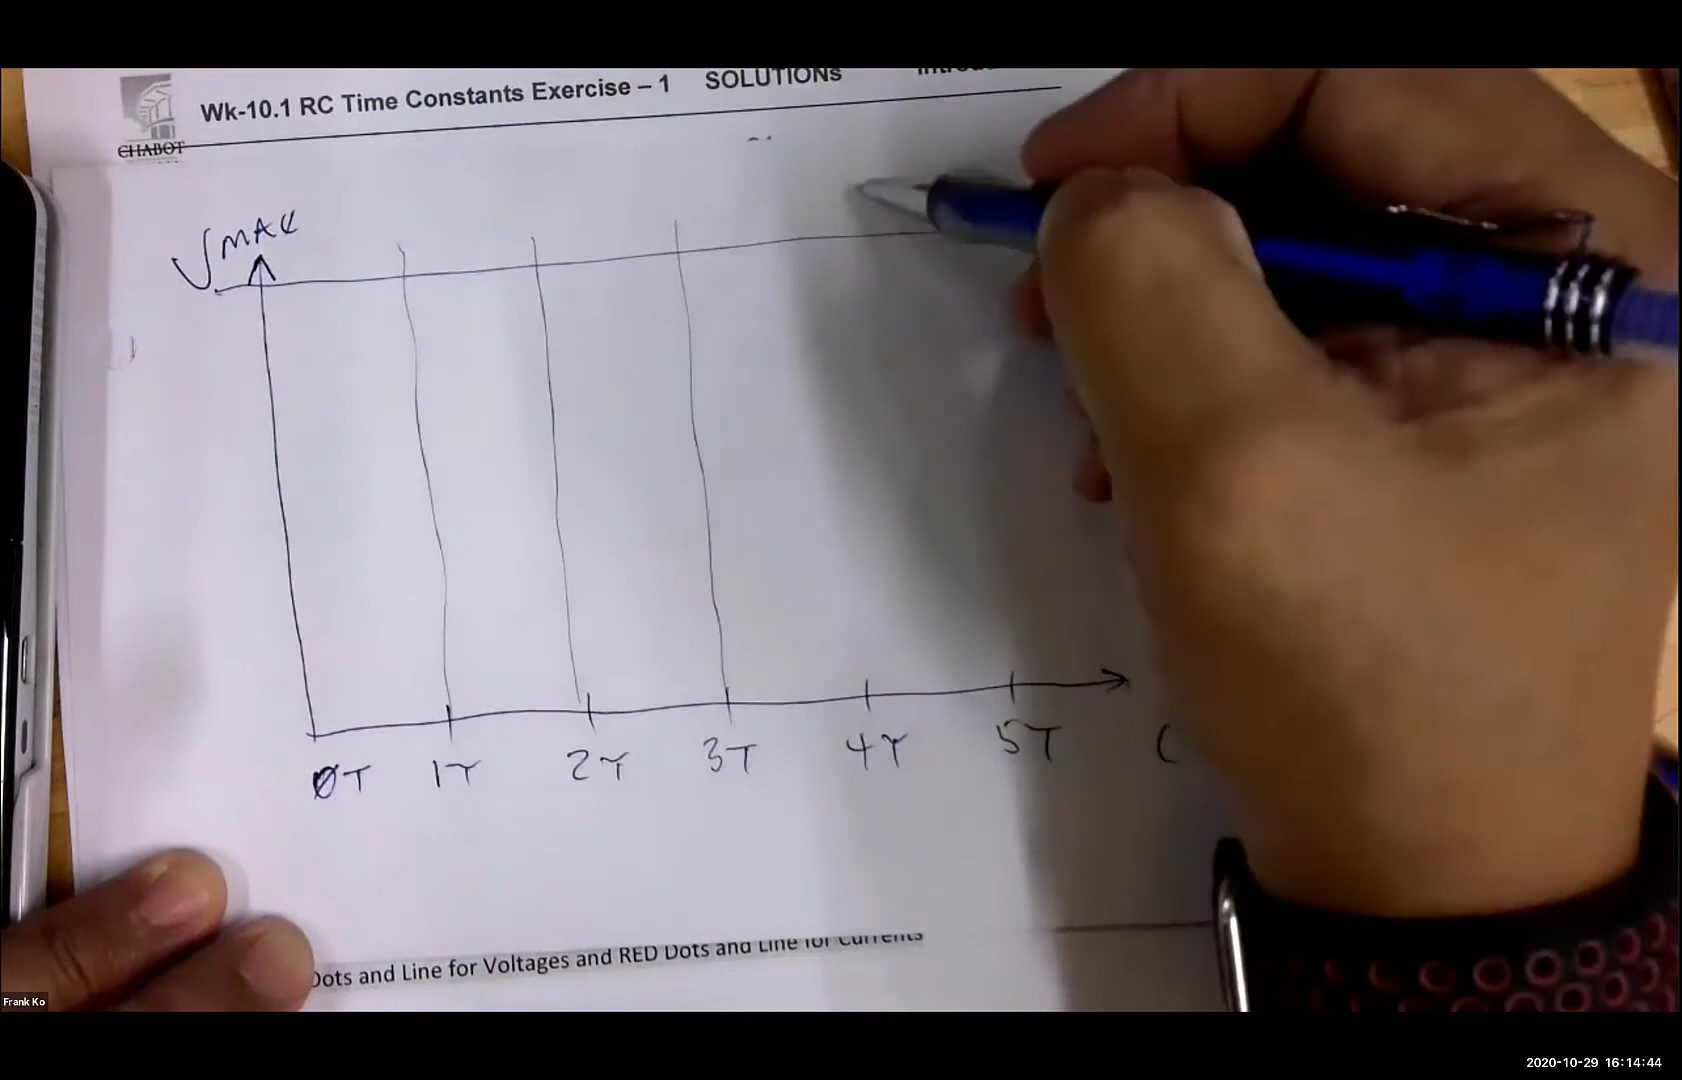 Wk-10.1 RC Time Constants Exercise – 1 SOLUTIONs
CHABOT
VMAX
0T 1T 2T 3T 4T 5T
Dots and Line for Voltages and RED Dots and Line for Currents
Frank Ko
2020-10-29 16:14:44